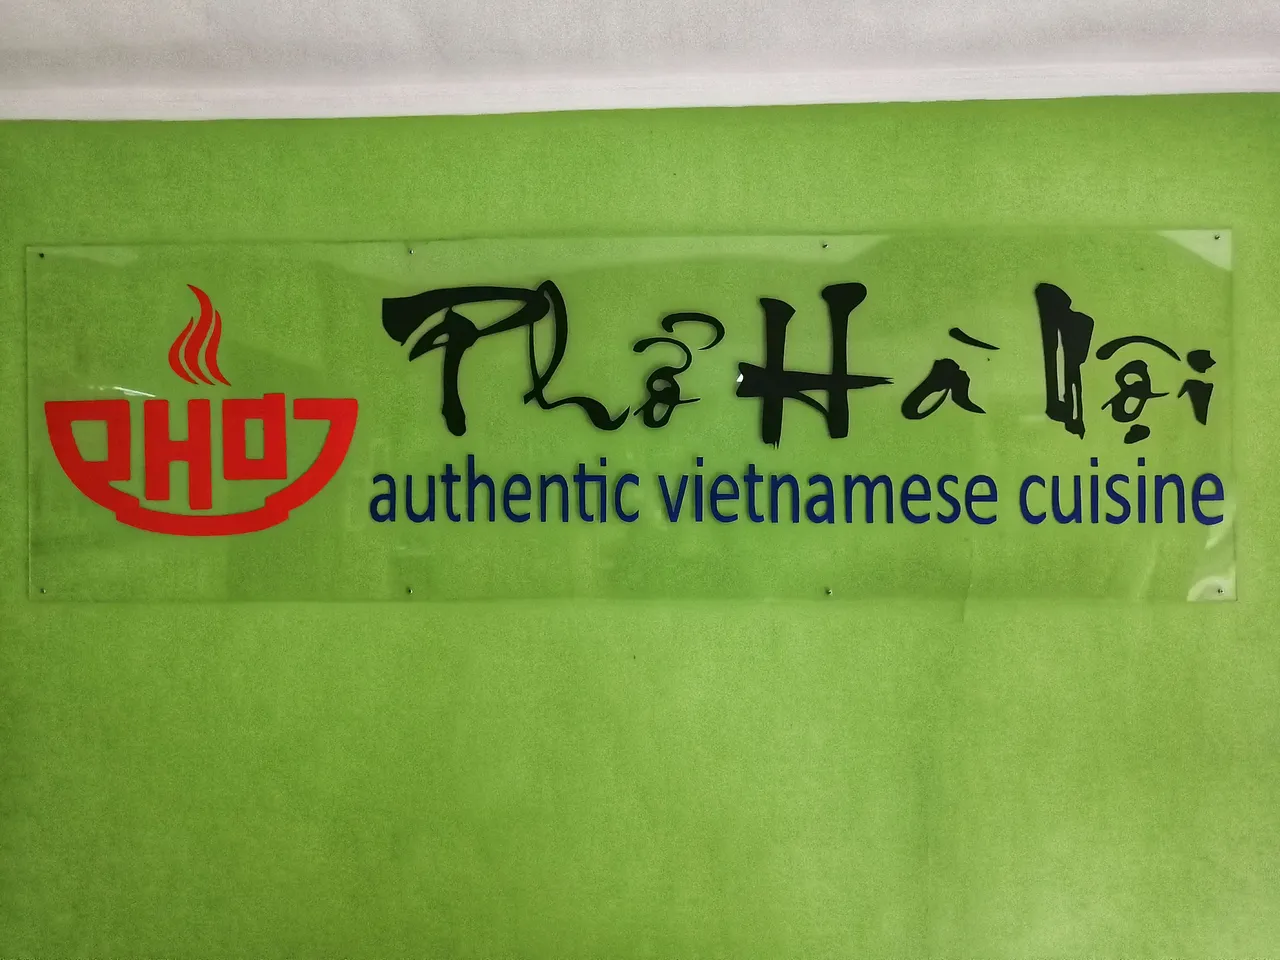 PHO
Phở Hà Nội
authentic vietnamese cuisine